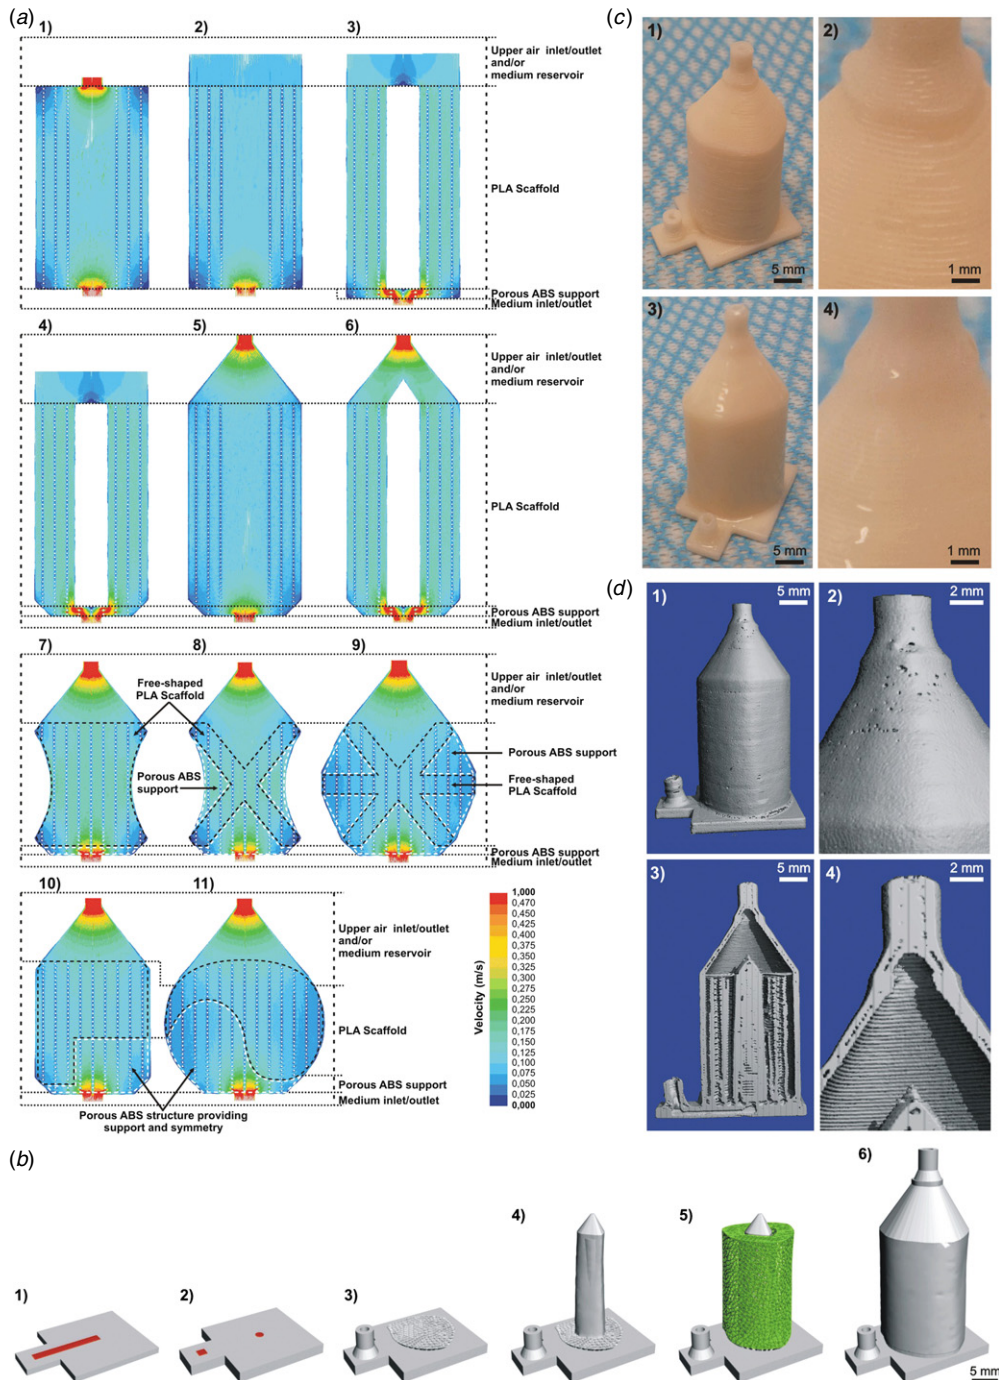 (a)
1)
2)
3)
Upper air inlet/outlet
and/or
medium reservoir
PLA Scaffold
Porous ABS support
Medium inlet/outlet
4)
5)
6)
Upper air inlet/outlet
and/or
medium reservoir
PLA Scaffold
Porous ABS support
Medium inlet/outlet
7)
8)
9)
Free-shaped
PLA Scaffold
Porous ABS
support
Upper air inlet/outlet
and/or
medium reservoir
Porous ABS support
Free-shaped
PLA Scaffold
Porous ABS support
Medium inlet/outlet
10)
11)
Upper air inlet/outlet
and/or
medium reservoir
PLA Scaffold
Porous ABS support
Medium inlet/outlet
Porous ABS structure providing
support and symmetry
Velocity (m/s)
1,000
0,470
0,450
0,425
0,400
0,375
0,350
0,325
0,300
0,275
0,250
0,225
0,200
0,175
0,150
0,125
0,100
0,075
0,050
0,025
0,000
(b)
1)
2)
3)
4)
5)
6)
5 mm
(c)
1)
5 mm
2)
1 mm
3)
5 mm
4)
1 mm
(d)
1)
5 mm
2)
2 mm
3)
5 mm
4)
2 mm